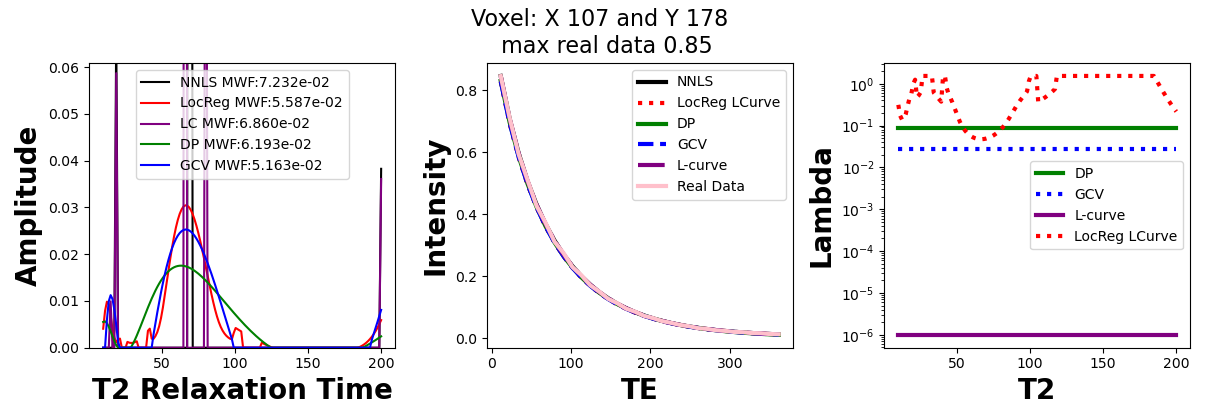 Voxel: X 107 and Y 178
max real data 0.85
Amplitude
0.06
0.05
0.04
0.03
0.02
0.01
0.00
NNLS MWF:7.232e-02
LocReg MWF:5.587e-02
LC MWF:6.860e-02
DP MWF:6.193e-02
GCV MWF:5.163e-02
50
100
150
200
T2 Relaxation Time
Intensity
0.8
0.6
0.4
0.2
0.0
NNLS
LocReg LCurve
DP
GCV
L-curve
Real Data
0
100
200
300
TE
Lambda
10⁰
10⁻¹
10⁻²
10⁻³
10⁻⁴
10⁻⁵
10⁻⁶
DP
GCV
L-curve
LocReg LCurve
50
100
150
200
T2